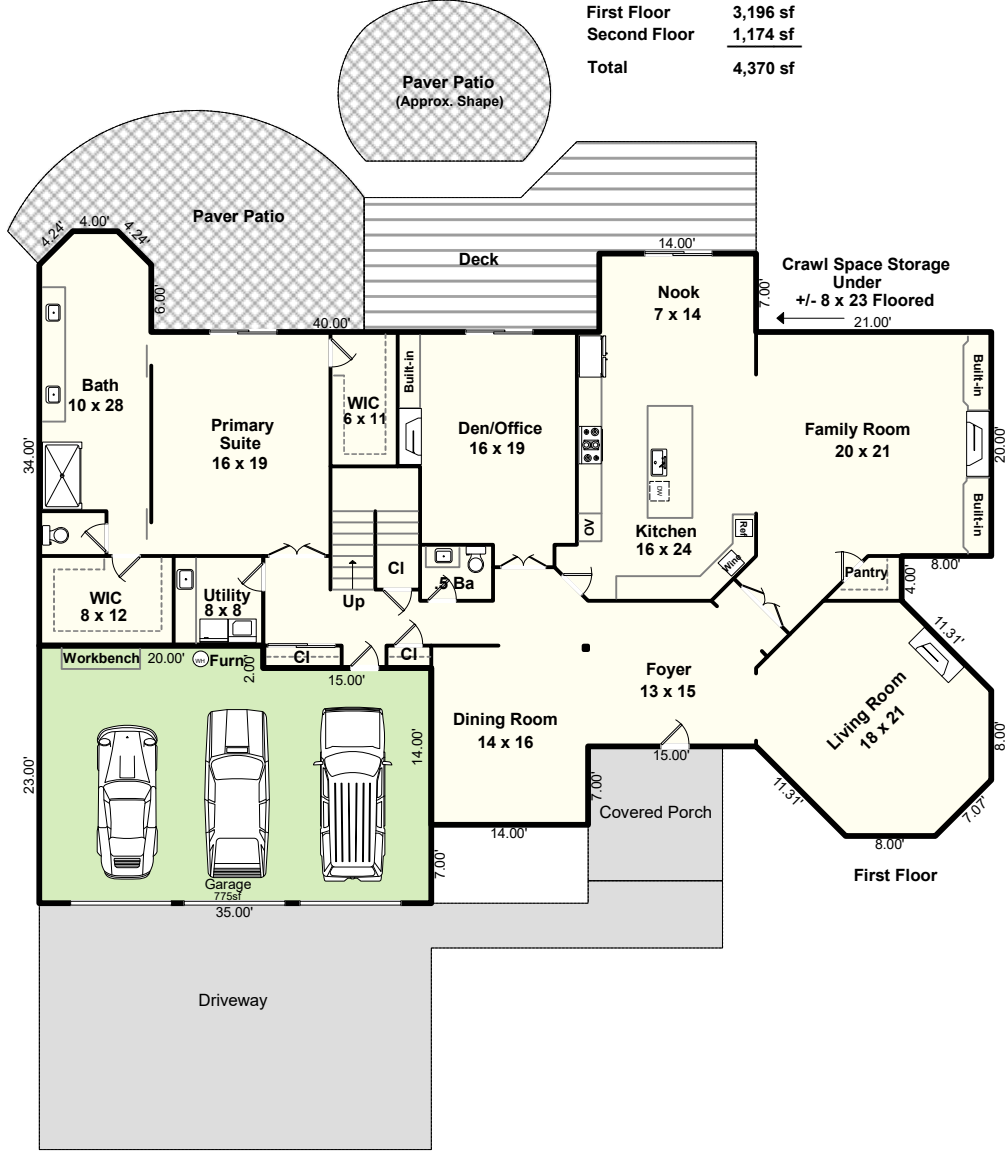 First Floor 3,196 sf
Second Floor 1,174 sf
Total 4,370 sf
Paver Patio
(Approx. Shape)
Paver Patio
4.24'
4.00'
4.24'
6.00'
40.00'
Deck
14.00'
Nook
7 x 14
7.00'
Crawl Space Storage
Under
+/- 8 x 23 Floored
21.00'
Bath
10 x 28
34.00'
Primary
Suite
16 x 19
WIC
6 x 11
Built-in
Den/Office
16 x 19
DW
OV
Kitchen
16 x 24
Ref
Wine
Family Room
20 x 21
Built-in
Built-in
20.00'
8.00'
Pantry
4.00'
WIC
8 x 12
Utility
8 x 8
Up
Cl
.5 Ba
Workbench
20.00'
WH
Furn
2.00'
Cl
Cl
15.00'
Foyer
13 x 15
15.00'
Dining Room
14 x 16
14.00'
14.00'
7.00'
7.00'
11.31'
Living Room
18 x 21
8.00'
7.07'
8.00'
11.31'
First Floor
Covered Porch
23.00'
Garage
775sf
35.00'
Driveway